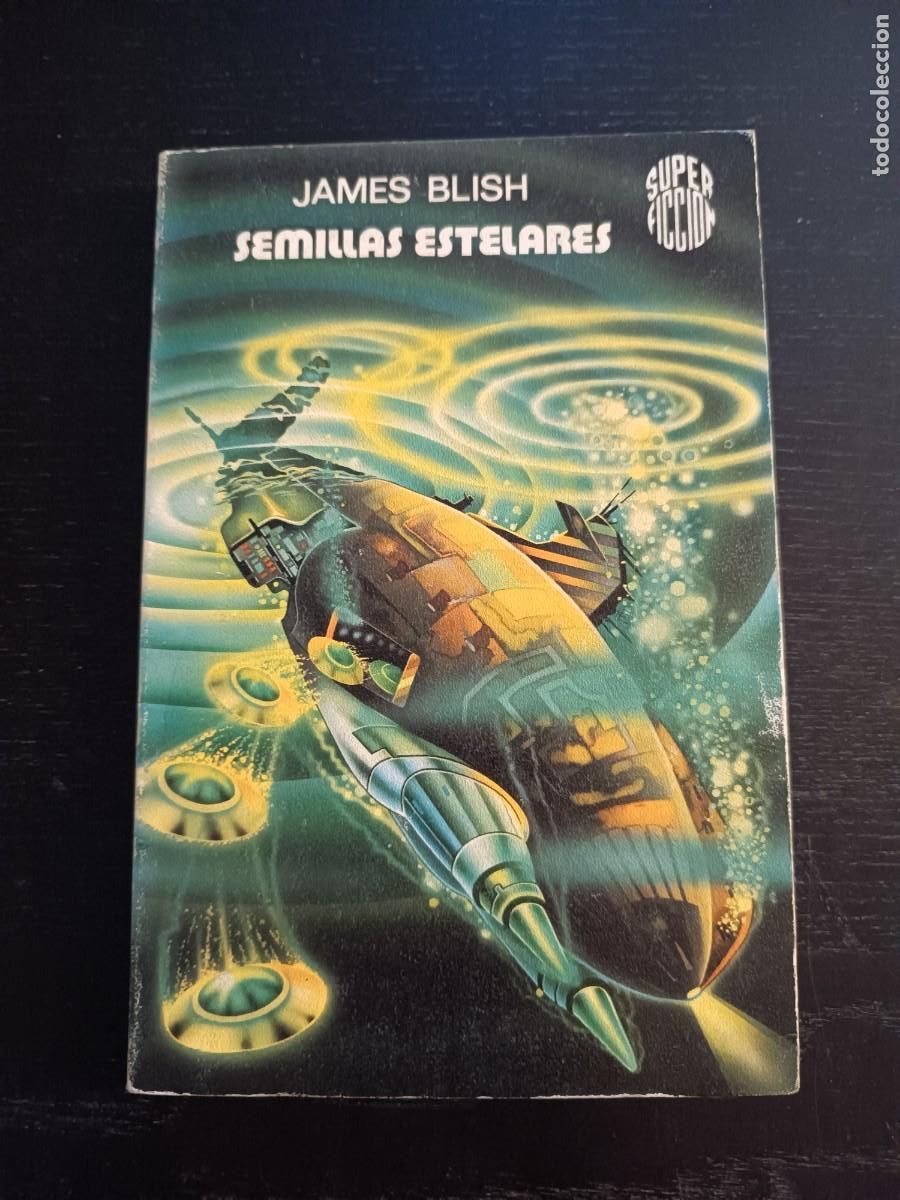 JAMES BLISH
SEMILLAS ESTELARES
SUPER
FICCION
todocoleccion